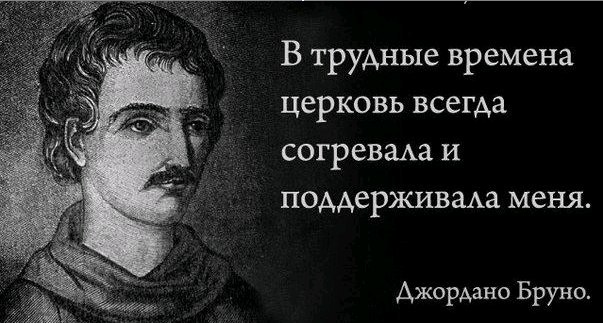 В трудные времена
церковь всегда
согревала и
поддерживала меня.
Джордано Бруно.